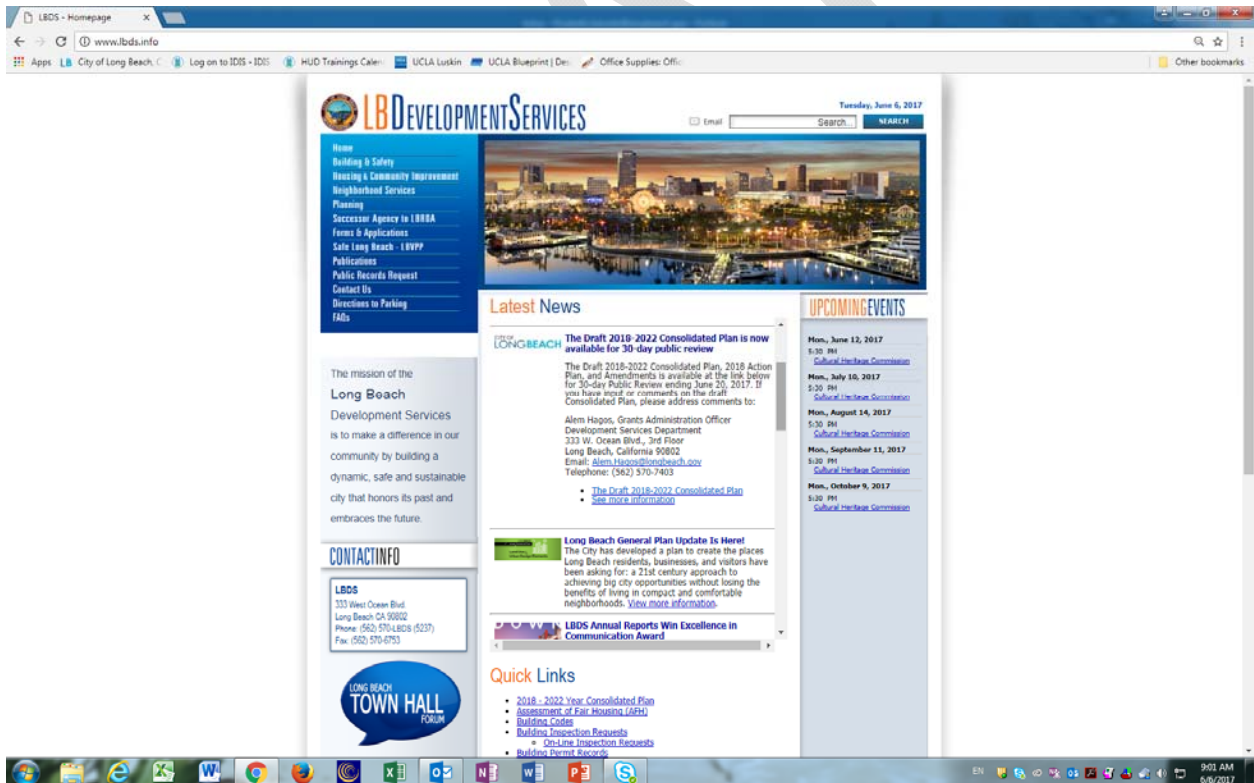 LBDS - Homepage
www.lbds.info
Apps
City of Long Beach, C
Log on to IDIS - IDIS
HUD Trainings Calen
UCLA Luskin
UCLA Blueprint | Des
Office Supplies: Offic
Other bookmarks
LBDEVELOPMENTSERVICES
Tuesday, June 6, 2017
Email
Search...
SEARCH
Home
Building & Safety
Housing & Community Improvement
Neighborhood Services
Planning
Successor Agency to LBRDA
Forms & Applications
Safe Long Beach - LBVPP
Publications
Public Records Request
Contact Us
Directions to Parking
FAQs
The mission of the
Long Beach
Development Services
is to make a difference in our
community by building a
dynamic, safe and sustainable
city that honors its past and
embraces the future.
CONTACTINFO
LBDS
333 West Ocean Blvd.
Long Beach CA 90802
Phone: (562) 570-LBDS (5237)
Fax: (562) 570-6753
LONG BEACH
TOWN HALL
FORUM
Latest News
CITY OF
LONGBEACH
The Draft 2018-2022 Consolidated Plan is now
available for 30-day public review
The Draft 2018-2022 Consolidated Plan, 2018 Action
Plan, and Amendments is available at the link below
for 30-day Public Review ending June 20, 2017. If
you have input or comments on the draft
Consolidated Plan, please address comments to:
Alem Hagos, Grants Administration Officer
Development Services Department
333 W. Ocean Blvd., 3rd Floor
Long Beach, California 90802
Email: Alem.Hagos@longbeach.gov
Telephone: (562) 570-7403
• The Draft 2018-2022 Consolidated Plan
• See more information
Long Beach General Plan Update Is Here!
The City has developed a plan to create the places
Long Beach residents, businesses, and visitors have
been asking for: a 21st century approach to
achieving big city opportunities without losing the
benefits of living in compact and comfortable
neighborhoods. View more information.
LBDS Annual Reports Win Excellence in
Communication Award
Quick Links
• 2018 - 2022 Year Consolidated Plan
• Assessment of Fair Housing (AFH)
• Building Codes
• Building Inspection Requests
On-Line Inspection Requests
• Building Permit Records
UPCOMINGEVENTS
Mon., June 12, 2017
5:30 PM
Cultural Heritage Commission
Mon., July 10, 2017
5:30 PM
Cultural Heritage Commission
Mon., August 14, 2017
5:30 PM
Cultural Heritage Commission
Mon., September 11, 2017
5:30 PM
Cultural Heritage Commission
Mon., October 9, 2017
5:30 PM
Cultural Heritage Commission
EN
9:01 AM
6/6/2017